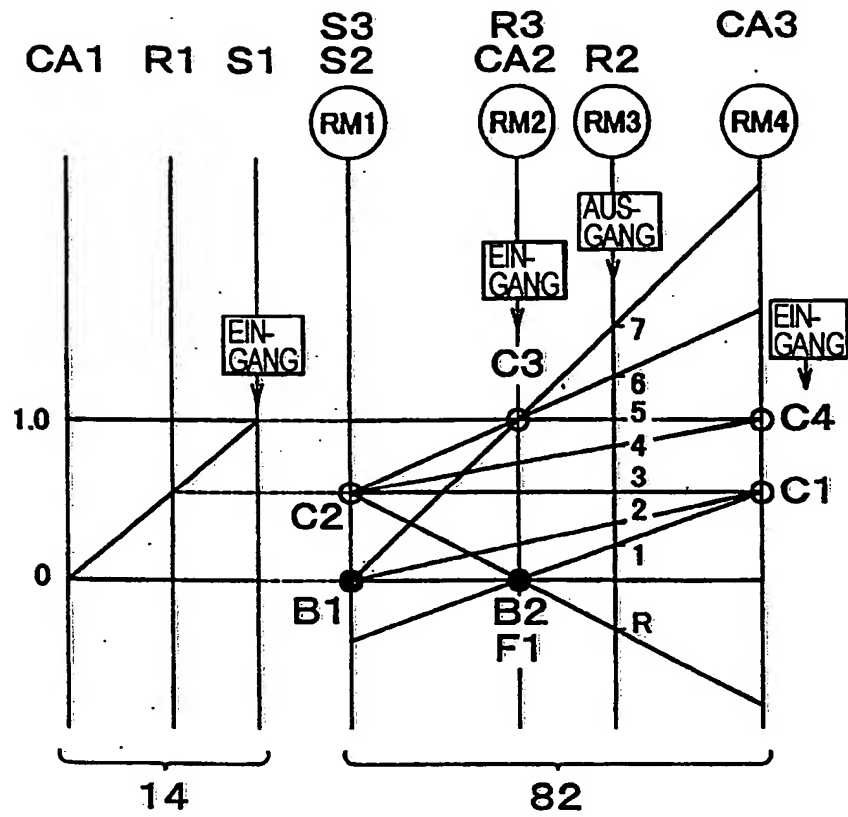 S3 R3 CA3
CA1 R1 S1 S2 CA2 R2
RM1 RM2 RM3 RM4
AUS-
GANG
EIN-
GANG
EIN-
GANG
EIN-
GANG
7
C3
6
1.0 5 C4
4
3
C2 C1
2
1
0
B1 B2
R
F1
14 82